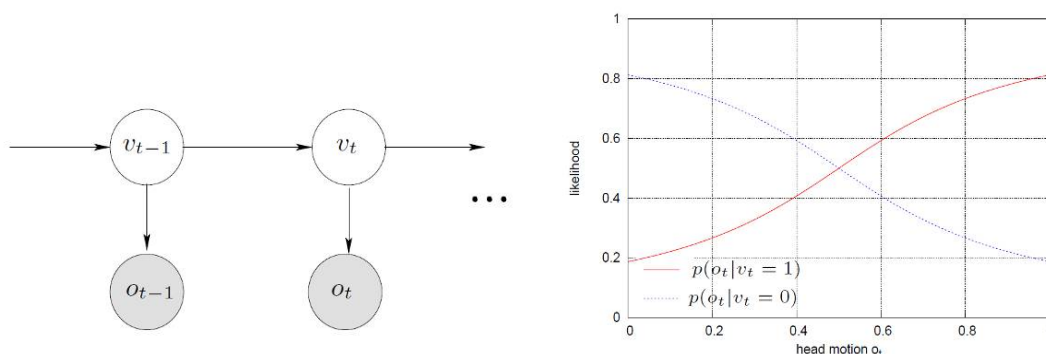 v_{t-1}
v_t
...
o_{t-1}
o_t
1
0.8
0.6
0.4
0.2
0
likelihood
p(o_t|v_t = 1)
p(o_t|v_t = 0)
0 0.2 0.4 0.6 0.8
head motion o